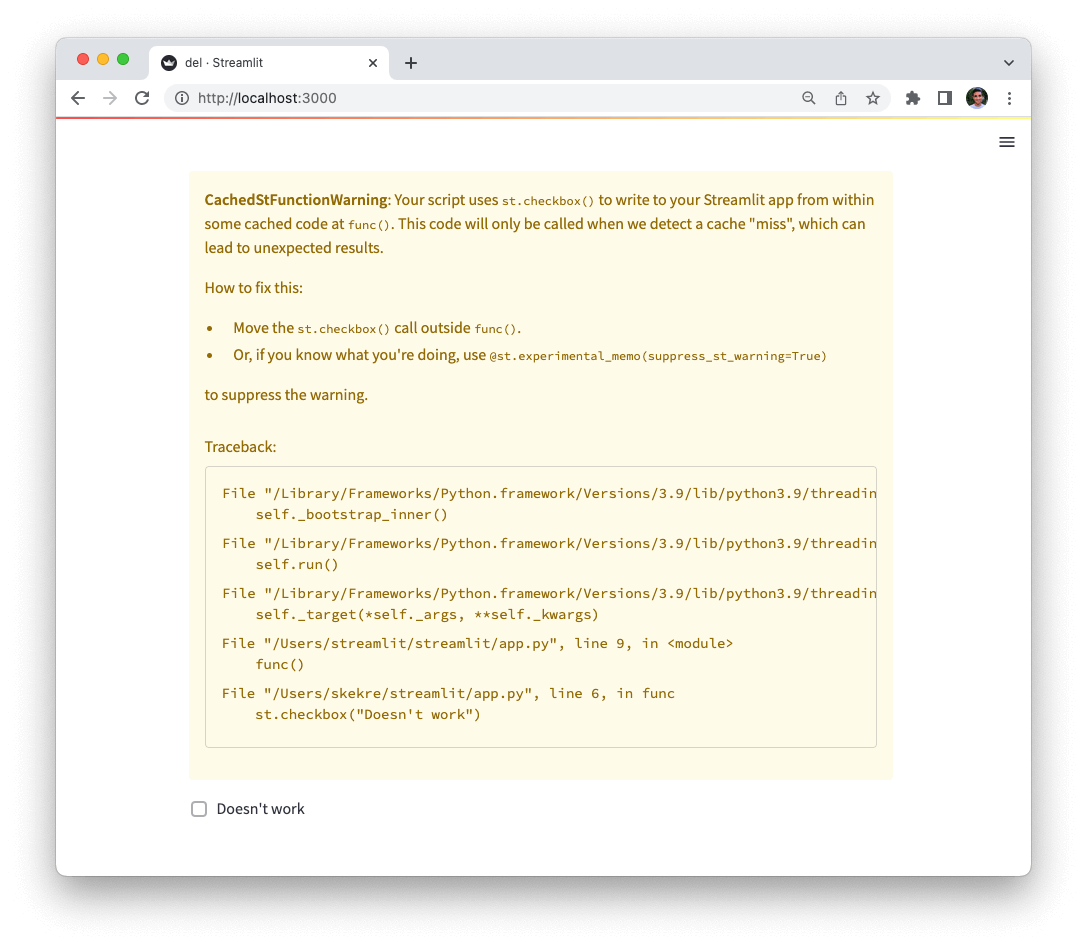 del · Streamlit
http://localhost:3000
CachedStFunctionWarning: Your script uses st.checkbox() to write to your Streamlit app from within
some cached code at func(). This code will only be called when we detect a cache "miss", which can
lead to unexpected results.
How to fix this:
• Move the st.checkbox() call outside func().
• Or, if you know what you're doing, use @st.experimental_memo(suppress_st_warning=True)
to suppress the warning.
Traceback:
File "/Library/Frameworks/Python.framework/Versions/3.9/lib/python3.9/threadin
self._bootstrap_inner()
File "/Library/Frameworks/Python.framework/Versions/3.9/lib/python3.9/threadin
self.run()
File "/Library/Frameworks/Python.framework/Versions/3.9/lib/python3.9/threadin
self._target(*self._args, **self._kwargs)
File "/Users/streamlit/streamlit/app.py", line 9, in <module>
func()
File "/Users/skekre/streamlit/app.py", line 6, in func
st.checkbox("Doesn't work")
Doesn't work